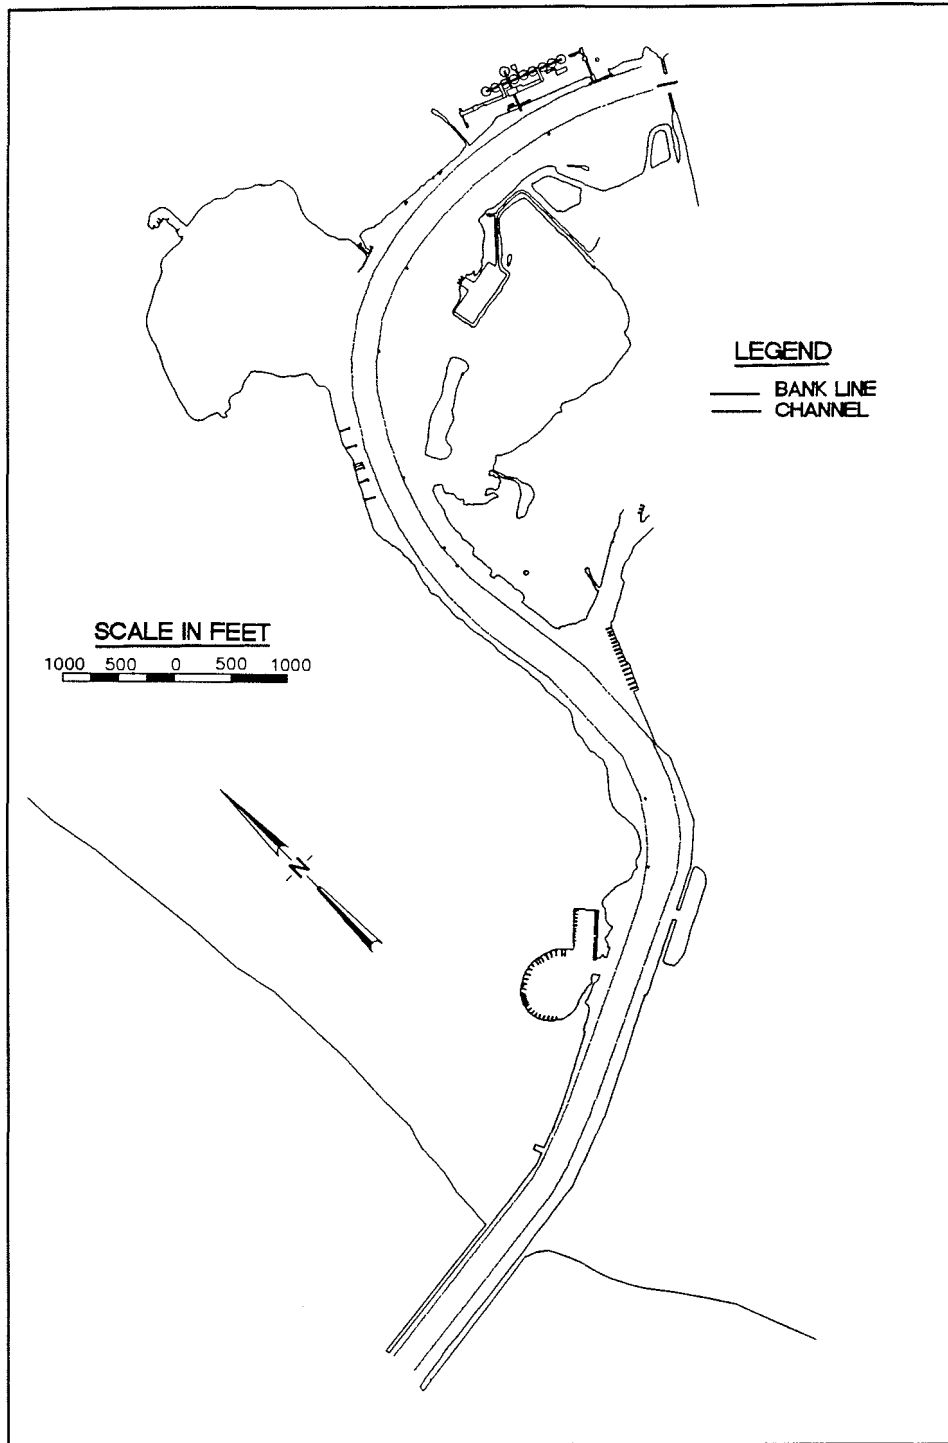 LEGEND
BANK LINE
CHANNEL
SCALE IN FEET
1000 500 0 500 1000
N